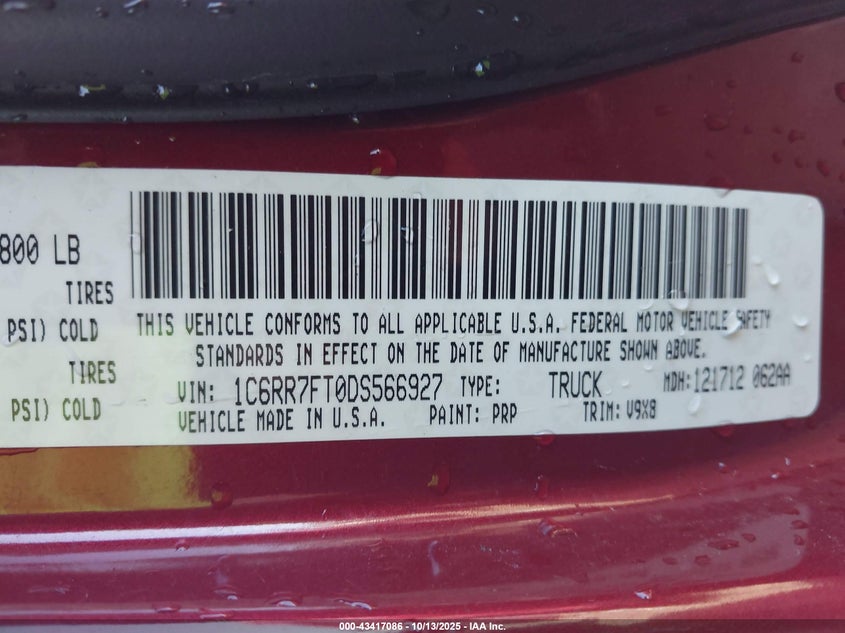 800 LB
TIRES
PSI) COLD
TIRES
PSI) COLD
THIS VEHICLE CONFORMS TO ALL APPLICABLE U.S.A. FEDERAL MOTOR VEHICLE SAFETY
STANDARDS IN EFFECT ON THE DATE OF MANUFACTURE SHOWN ABOVE.
VIN: 1C6RR7FT0DS566927 TYPE: TRUCK MDH: 121712 062AA
VEHICLE MADE IN U.S.A. PAINT: PRP TRIM: V9X8
000-43417086 - 10/13/2025 - IAA Inc.